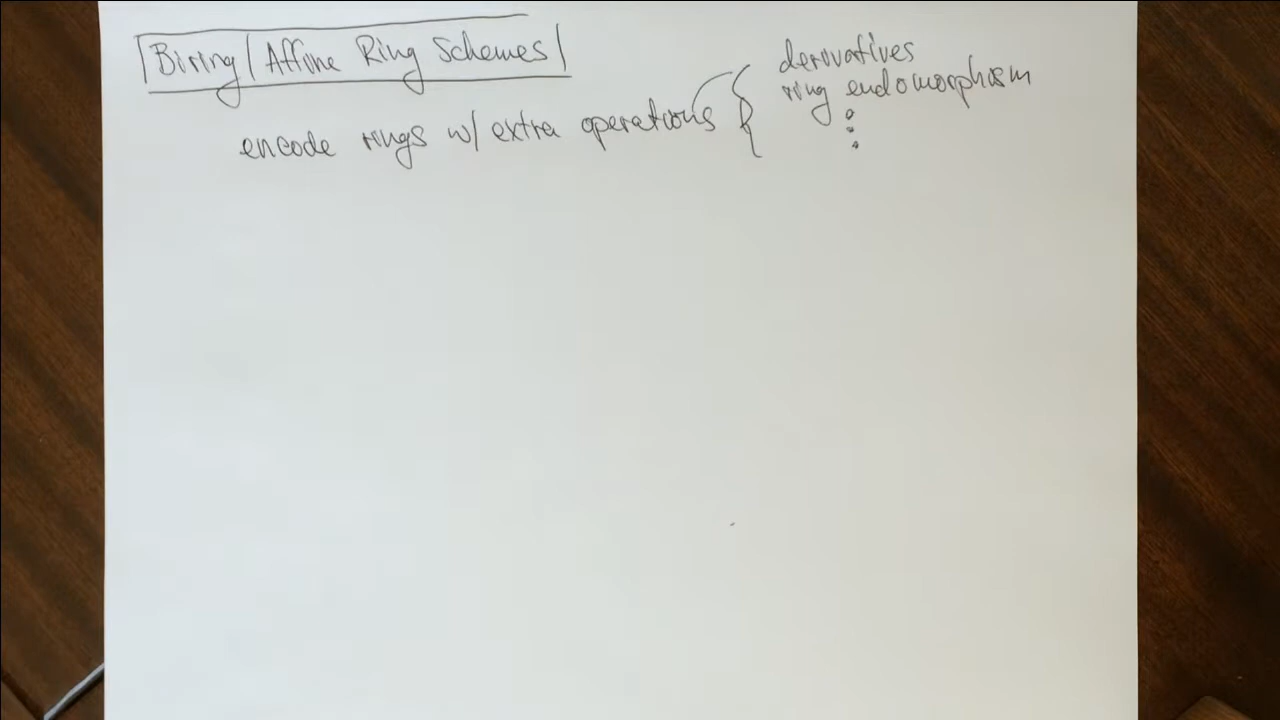 Biring/Affine Ring Schemes
encode rings w/ extra operations
derivatives
ring endomorphism